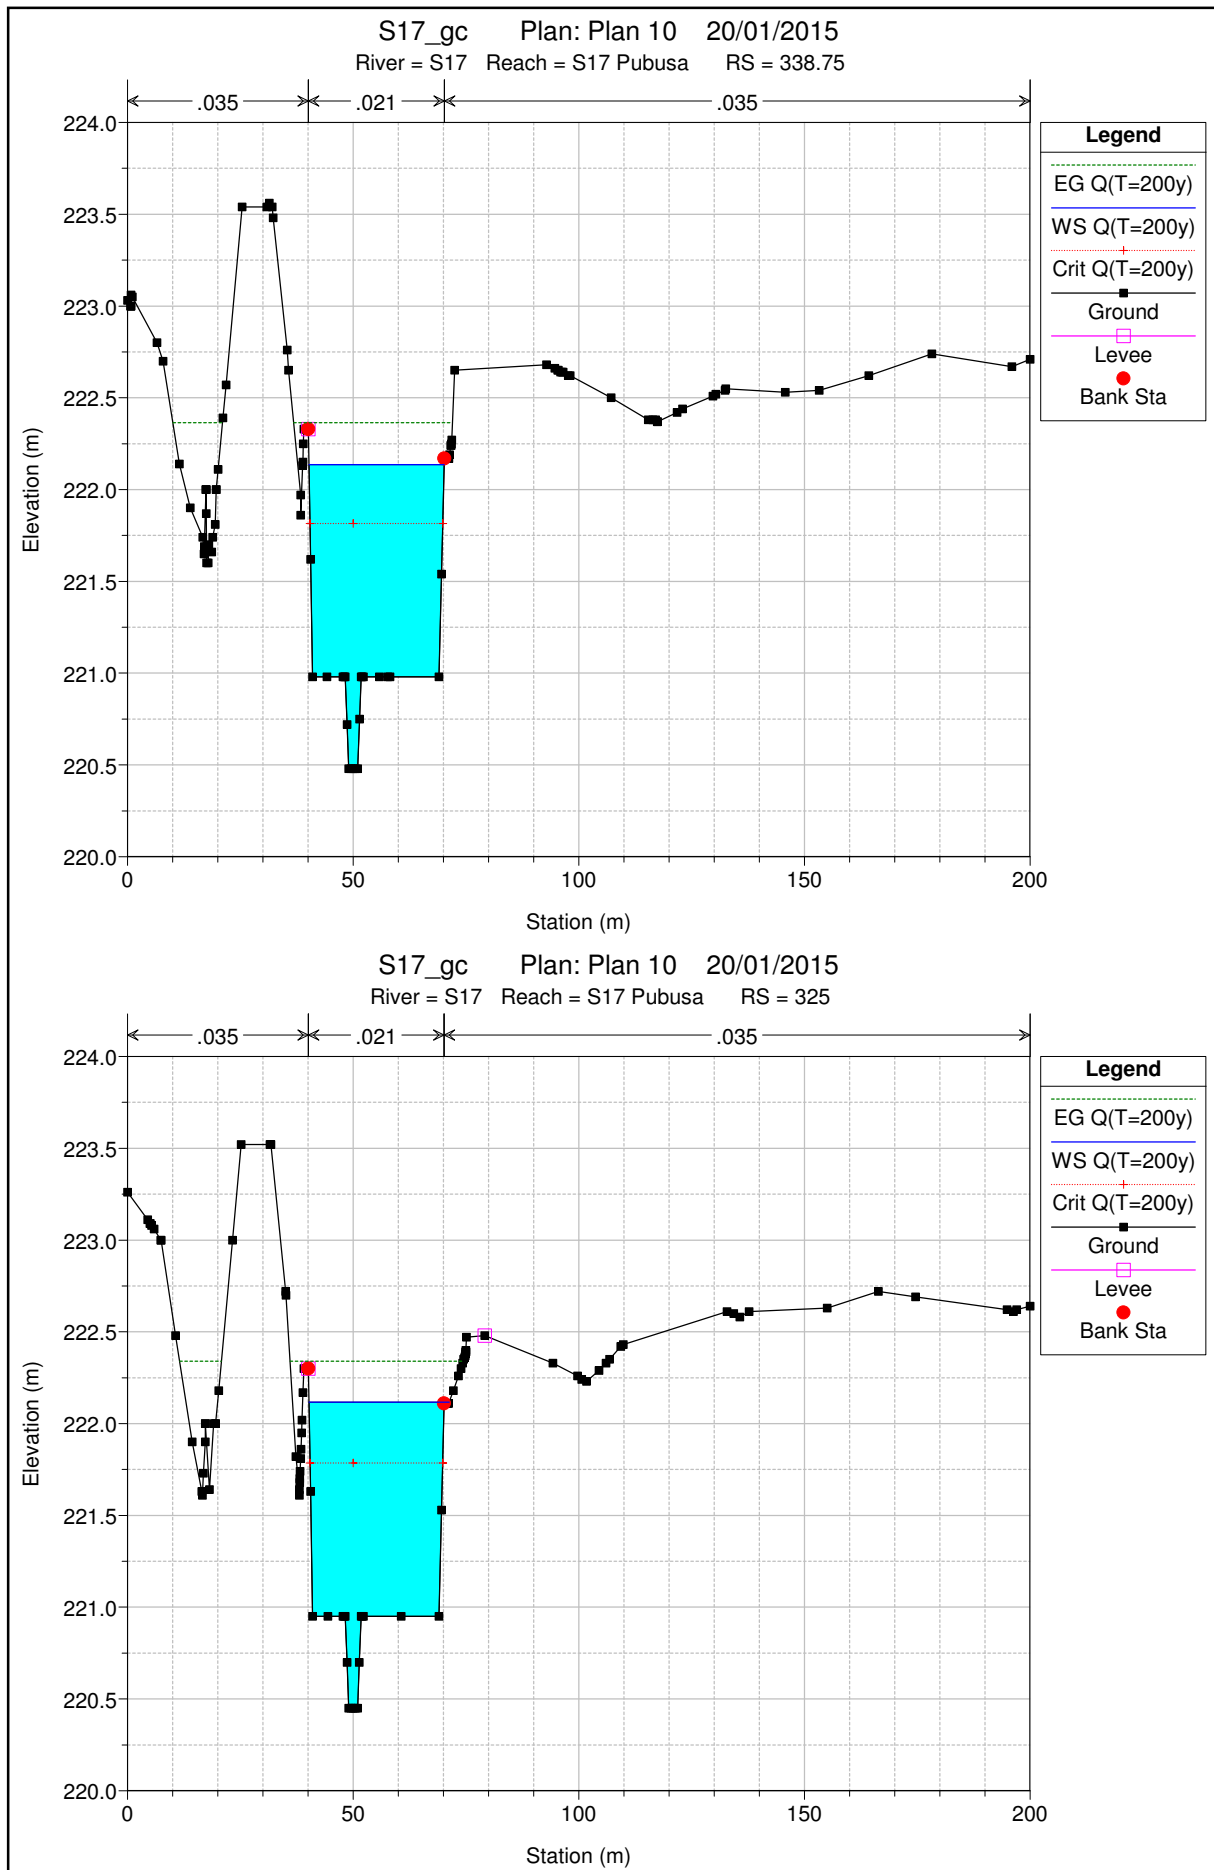 S17_gc Plan: Plan 10 20/01/2015
River = S17 Reach = S17 Pubusa RS = 338.75
.035 .021 .035
224.0
223.5
223.0
222.5
222.0
221.5
221.0
220.5
220.0
Elevation (m)
0 50 100 150 200
Station (m)
Legend
EG Q(T=200y)
WS Q(T=200y)
Crit Q(T=200y)
Ground
Levee
Bank Sta
S17_gc Plan: Plan 10 20/01/2015
River = S17 Reach = S17 Pubusa RS = 325
.035 .021 .035
224.0
223.5
223.0
222.5
222.0
221.5
221.0
220.5
220.0
Elevation (m)
0 50 100 150 200
Station (m)
Legend
EG Q(T=200y)
WS Q(T=200y)
Crit Q(T=200y)
Ground
Levee
Bank Sta